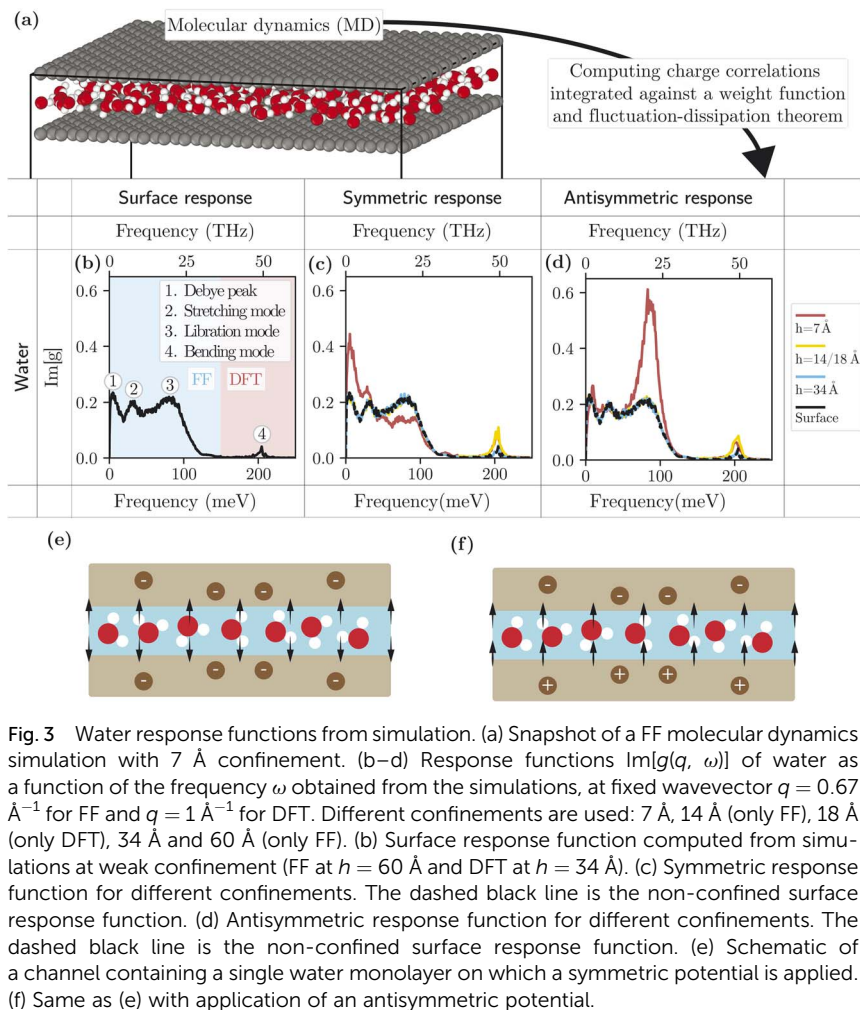 (a)
Molecular dynamics (MD)
Computing charge correlations
integrated against a weight function
and fluctuation-dissipation theorem
Surface response
Symmetric response
Antisymmetric response
Frequency (THz)
Frequency (THz)
Frequency (THz)
0 20 50
0 20 50
0 20 50
(b)
(c)
(d)
Water
Im[g]
0.6
0.4
0.2
0.0
0 100 200
1. Debye peak
2. Stretching mode
3. Libration mode
4. Bending mode
FF
DFT
1
2
3
4
0.6
0.4
0.2
0.0
0 100 200
0.6
0.4
0.2
0.0
0 100 200
h=7 Å
h=14/18 Å
h=34 Å
Surface
Frequency (meV)
Frequency(meV)
Frequency(meV)
(e)
(f)
- - - -
- - - -
- - - -
+ + + +
Fig. 3 Water response functions from simulation. (a) Snapshot of a FF molecular dynamics
simulation with 7 Å confinement. (b–d) Response functions Im[g(q, ω)] of water as
a function of the frequency ω obtained from the simulations, at fixed wavevector q = 0.67
Å⁻¹ for FF and q = 1 Å⁻¹ for DFT. Different confinements are used: 7 Å, 14 Å (only FF), 18 Å
(only DFT), 34 Å and 60 Å (only FF). (b) Surface response function computed from simu-
lations at weak confinement (FF at h = 60 Å and DFT at h = 34 Å). (c) Symmetric response
function for different confinements. The dashed black line is the non-confined surface
response function. (d) Antisymmetric response function for different confinements. The
dashed black line is the non-confined surface response function. (e) Schematic of
a channel containing a single water monolayer on which a symmetric potential is applied.
(f) Same as (e) with application of an antisymmetric potential.